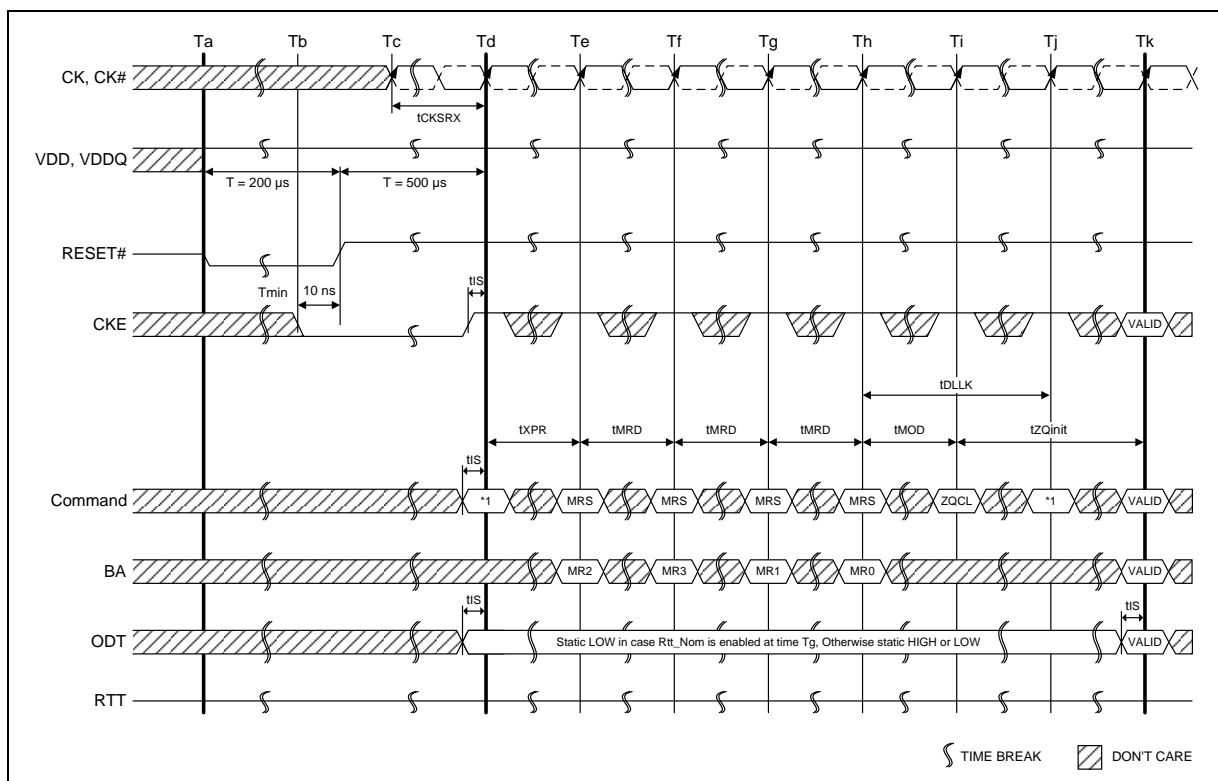 Ta Tb Tc Td Te Tf Tg Th Ti Tj Tk
CK, CK#
tCKSRX
VDD, VDDQ
T = 200 µs T = 500 µs
RESET#
tIS
Tmin 10 ns
CKE VALID
tDLLK
tXPR tMRD tMRD tMRD tMOD tZQinit
tIS
Command *1 MRS MRS MRS MRS ZQCL *1 VALID
BA MR2 MR3 MR1 MR0 VALID
tIS tIS
ODT Static LOW in case Rtt_Nom is enabled at time Tg, Otherwise static HIGH or LOW VALID
RTT
TIME BREAK DON'T CARE